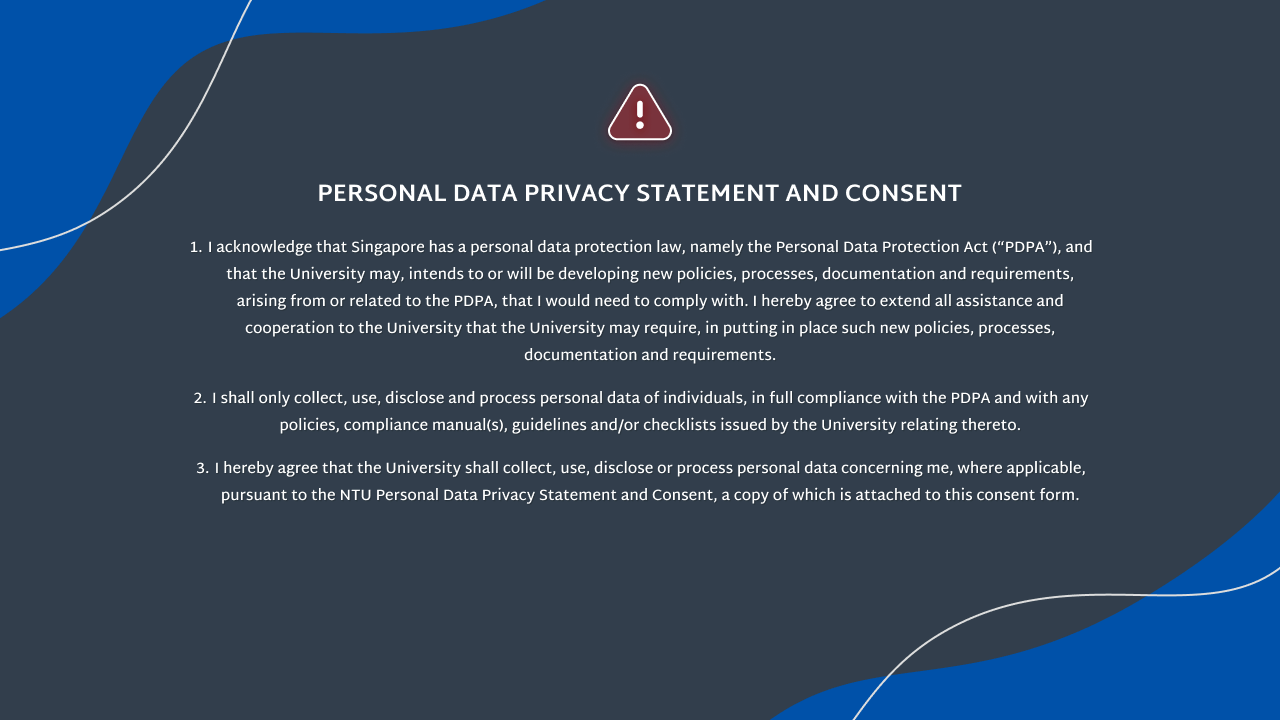 PERSONAL DATA PRIVACY STATEMENT AND CONSENT
1. I acknowledge that Singapore has a personal data protection law, namely the Personal Data Protection Act (“PDPA”), and
that the University may, intends to or will be developing new policies, processes, documentation and requirements,
arising from or related to the PDPA, that I would need to comply with. I hereby agree to extend all assistance and
cooperation to the University that the University may require, in putting in place such new policies, processes,
documentation and requirements.
2. I shall only collect, use, disclose and process personal data of individuals, in full compliance with the PDPA and with any
policies, compliance manual(s), guidelines and/or checklists issued by the University relating thereto.
3. I hereby agree that the University shall collect, use, disclose or process personal data concerning me, where applicable,
pursuant to the NTU Personal Data Privacy Statement and Consent, a copy of which is attached to this consent form.